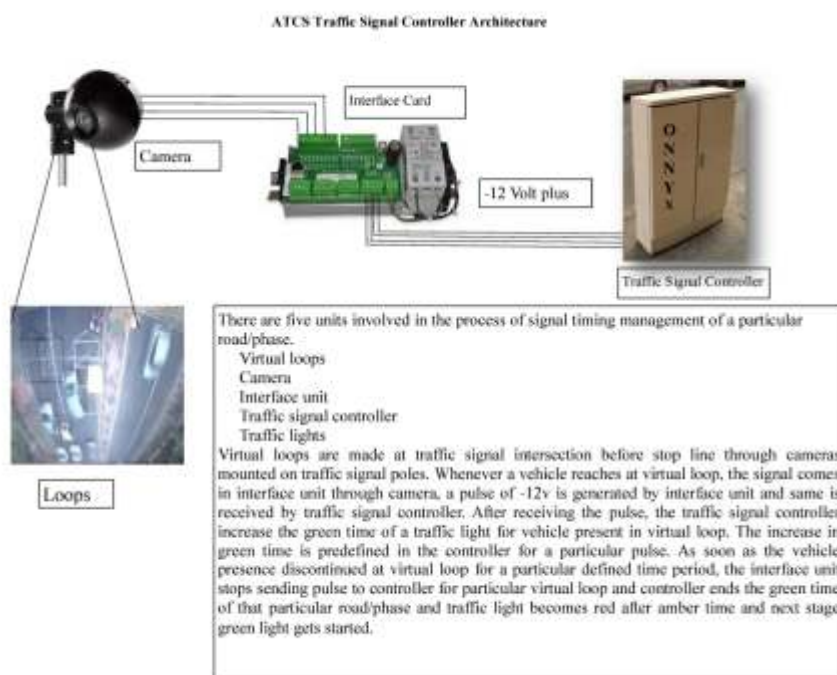 ATCS Traffic Signal Controller Architecture
Interface Card
Camera
-12 Volt plus
ONNYX
Traffic Signal Controller
Loops
There are five units involved in the process of signal timing management of a particular
road/phase.
Virtual loops
Camera
Interface unit
Traffic signal controller
Traffic lights
Virtual loops are made at traffic signal intersection before stop line through cameras
mounted on traffic signal poles. Whenever a vehicle reaches at virtual loop, the signal comes
in interface unit through camera, a pulse of -12v is generated by interface unit and same is
received by traffic signal controller. After receiving the pulse, the traffic signal controller
increase the green time of a traffic light for vehicle present in virtual loop. The increase in
green time is predefined in the controller for a particular pulse. As soon as the vehicle
presence discontinued at virtual loop for a particular defined time period, the interface unit
stops sending pulse to controller for particular virtual loop and controller ends the green time
of that particular road/phase and traffic light becomes red after amber time and next stage
green light gets started.